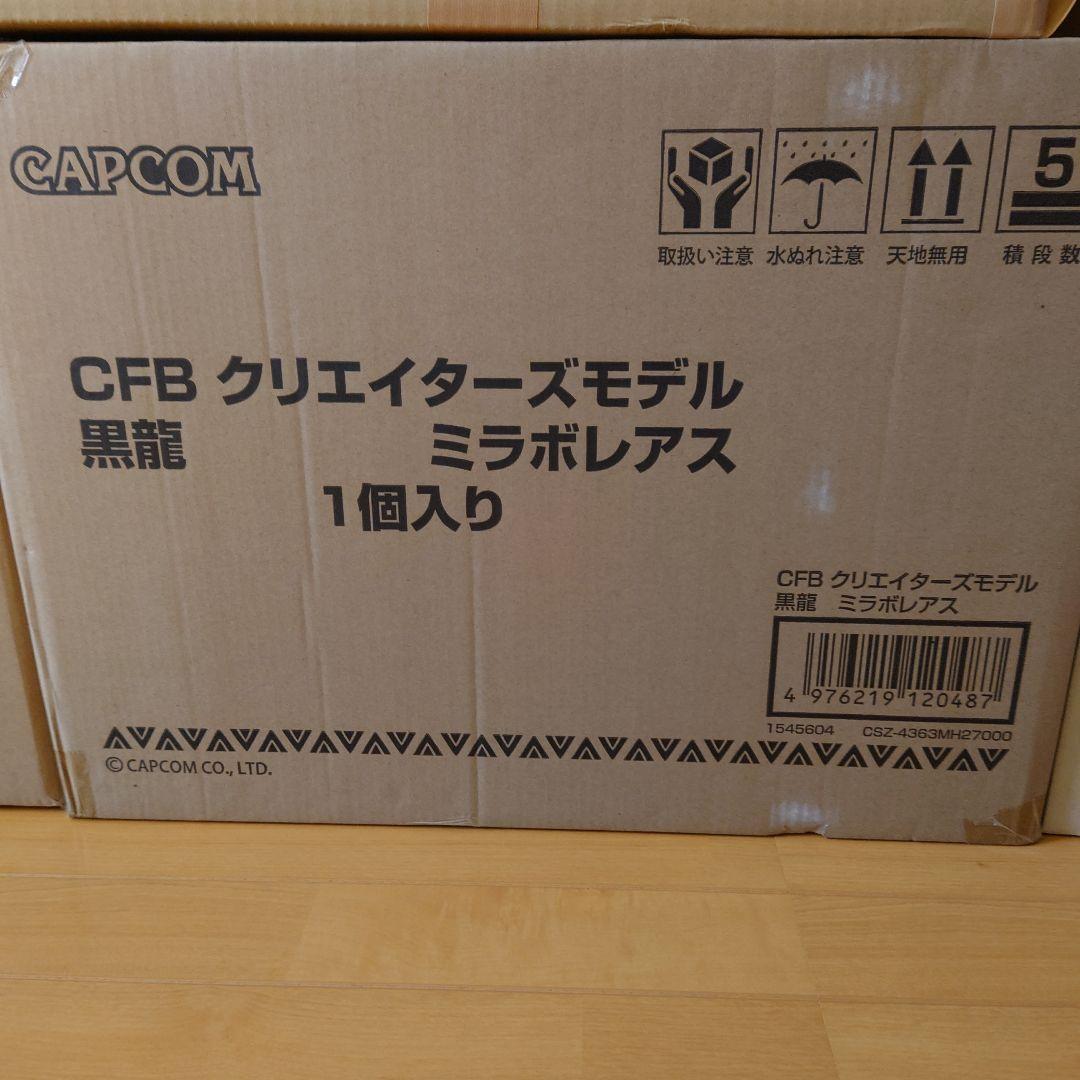 CAPCOM
5
取扱い注意 水ぬれ注意 天地無用 積段数
CFB クリエイターズモデル
黒龍 ミラボレアス
1個入り
CFB クリエイターズモデル
黒龍 ミラボレアス
4 976219 120487
1545604 CSZ-4363MH27000
© CAPCOM CO., LTD.